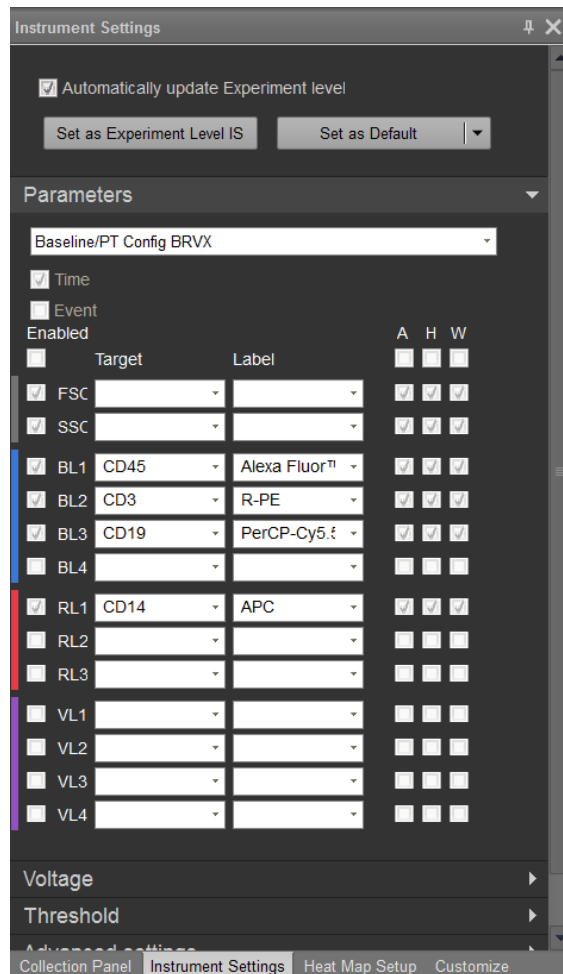 Instrument Settings
Automatically update Experiment level
Set as Experiment Level IS Set as Default
Parameters
Baseline/PT Config BRVX
Time
Event
Enabled A H W
Target Label
FSC
SSC
BL1 CD45 Alexa Fluor™
BL2 CD3 R-PE
BL3 CD19 PerCP-Cy5.5
BL4
RL1 CD14 APC
RL2
RL3
VL1
VL2
VL3
VL4
Voltage
Threshold
Advanced settings
Collection Panel Instrument Settings Heat Map Setup Customize